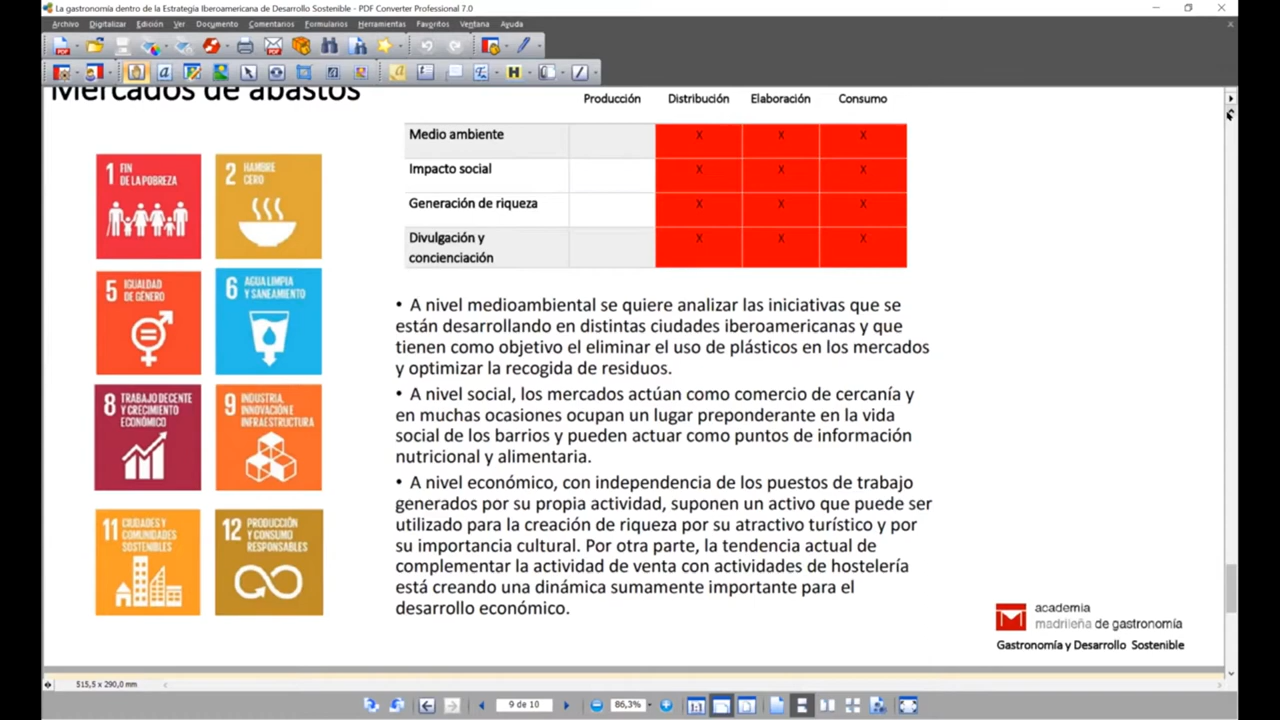 La gastronomía dentro de la Estrategia Iberoamericana de Desarrollo Sostenible - PDF Converter Professional 7.0
Archivo Digitalizar Edición Ver Documento Comentarios Formularios Herramientas Favoritos Ventana Ayuda
Mercados de abastos
Producción Distribución Elaboración Consumo
Medio ambiente X X X
Impacto social X X X
Generación de riqueza X X X
Divulgación y X X X
concienciación
1 FIN
DE LA POBREZA
2 HAMBRE
CERO
5 IGUALDAD
DE GÉNERO
6 AGUA LIMPIA
Y SANEAMIENTO
8 TRABAJO DECENTE
Y CRECIMIENTO
ECONÓMICO
9 INDUSTRIA,
INNOVACIÓN E
INFRAESTRUCTURA
11 CIUDADES Y
COMUNIDADES
SOSTENIBLES
12 PRODUCCIÓN
Y CONSUMO
RESPONSABLES
• A nivel medioambiental se quiere analizar las iniciativas que se
están desarrollando en distintas ciudades iberoamericanas y que
tienen como objetivo el eliminar el uso de plásticos en los mercados
y optimizar la recogida de residuos.
• A nivel social, los mercados actúan como comercio de cercanía y
en muchas ocasiones ocupan un lugar preponderante en la vida
social de los barrios y pueden actuar como puntos de información
nutricional y alimentaria.
• A nivel económico, con independencia de los puestos de trabajo
generados por su propia actividad, suponen un activo que puede ser
utilizado para la creación de riqueza por su atractivo turístico y por
su importancia cultural. Por otra parte, la tendencia actual de
complementar la actividad de venta con actividades de hostelería
está creando una dinámica sumamente importante para el
desarrollo económico.
academia
madrileña de gastronomía
Gastronomía y Desarrollo Sostenible
515,5 x 290,0 mm
9 de 10
86,3%
1:1